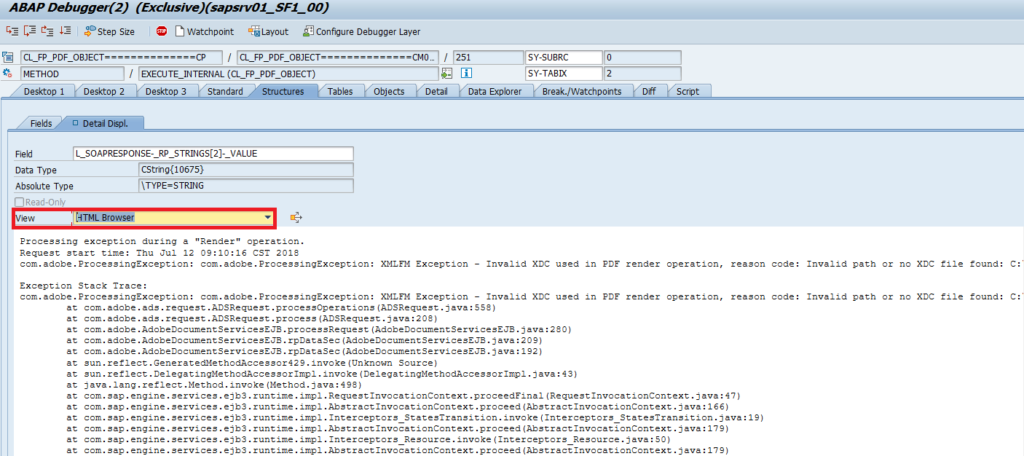 ABAP Debugger(2)  (Exclusive)(sapsrv01_SF1_00)
Step Size Watchpoint Layout Configure Debugger Layer
CL_FP_PDF_OBJECT==============CP / CL_FP_PDF_OBJECT==============CM0... / 251 SY-SUBRC 0
METHOD / EXECUTE_INTERNAL (CL_FP_PDF_OBJECT) SY-TABIX 2
Desktop 1 Desktop 2 Desktop 3 Standard Structures Tables Objects Detail Data Explorer Break./Watchpoints Diff Script
Fields Detail Displ.
Field L_SOAPRESPONSE-_RP_STRINGS[2]-_VALUE
Data Type CString{10675}
Absolute Type \TYPE=STRING
Read-Only
View HTML Browser
Processing exception during a "Render" operation.
Request start time: Thu Jul 12 09:10:16 CST 2018
com.adobe.ProcessingException: com.adobe.ProcessingException: XMLFM Exception - Invalid XDC used in PDF render operation, reason code: Invalid path or no XDC file found: C:
Exception Stack Trace:
com.adobe.ProcessingException: com.adobe.ProcessingException: XMLFM Exception - Invalid XDC used in PDF render operation, reason code: Invalid path or no XDC file found: C:
at com.adobe.ads.request.ADSRequest.processOperations(ADSRequest.java:558)
at com.adobe.ads.request.ADSRequest.process(ADSRequest.java:208)
at com.adobe.AdobeDocumentServicesEJB.processRequest(AdobeDocumentServicesEJB.java:280)
at com.adobe.AdobeDocumentServicesEJB.rpDataSec(AdobeDocumentServicesEJB.java:209)
at com.adobe.AdobeDocumentServicesEJB.rpDataSec(AdobeDocumentServicesEJB.java:192)
at sun.reflect.GeneratedMethodAccessor429.invoke(Unknown Source)
at sun.reflect.DelegatingMethodAccessorImpl.invoke(DelegatingMethodAccessorImpl.java:43)
at java.lang.reflect.Method.invoke(Method.java:498)
at com.sap.engine.services.ejb3.runtime.impl.RequestInvocationContext.proceedFinal(RequestInvocationContext.java:47)
at com.sap.engine.services.ejb3.runtime.impl.AbstractInvocationContext.proceed(AbstractInvocationContext.java:166)
at com.sap.engine.services.ejb3.runtime.impl.Interceptors_StatesTransition.invoke(Interceptors_StatesTransition.java:19)
at com.sap.engine.services.ejb3.runtime.impl.AbstractInvocationContext.proceed(AbstractInvocationContext.java:179)
at com.sap.engine.services.ejb3.runtime.impl.Interceptors_Resource.invoke(Interceptors_Resource.java:50)
at com.sap.engine.services.ejb3.runtime.impl.AbstractInvocationContext.proceed(AbstractInvocationContext.java:179)